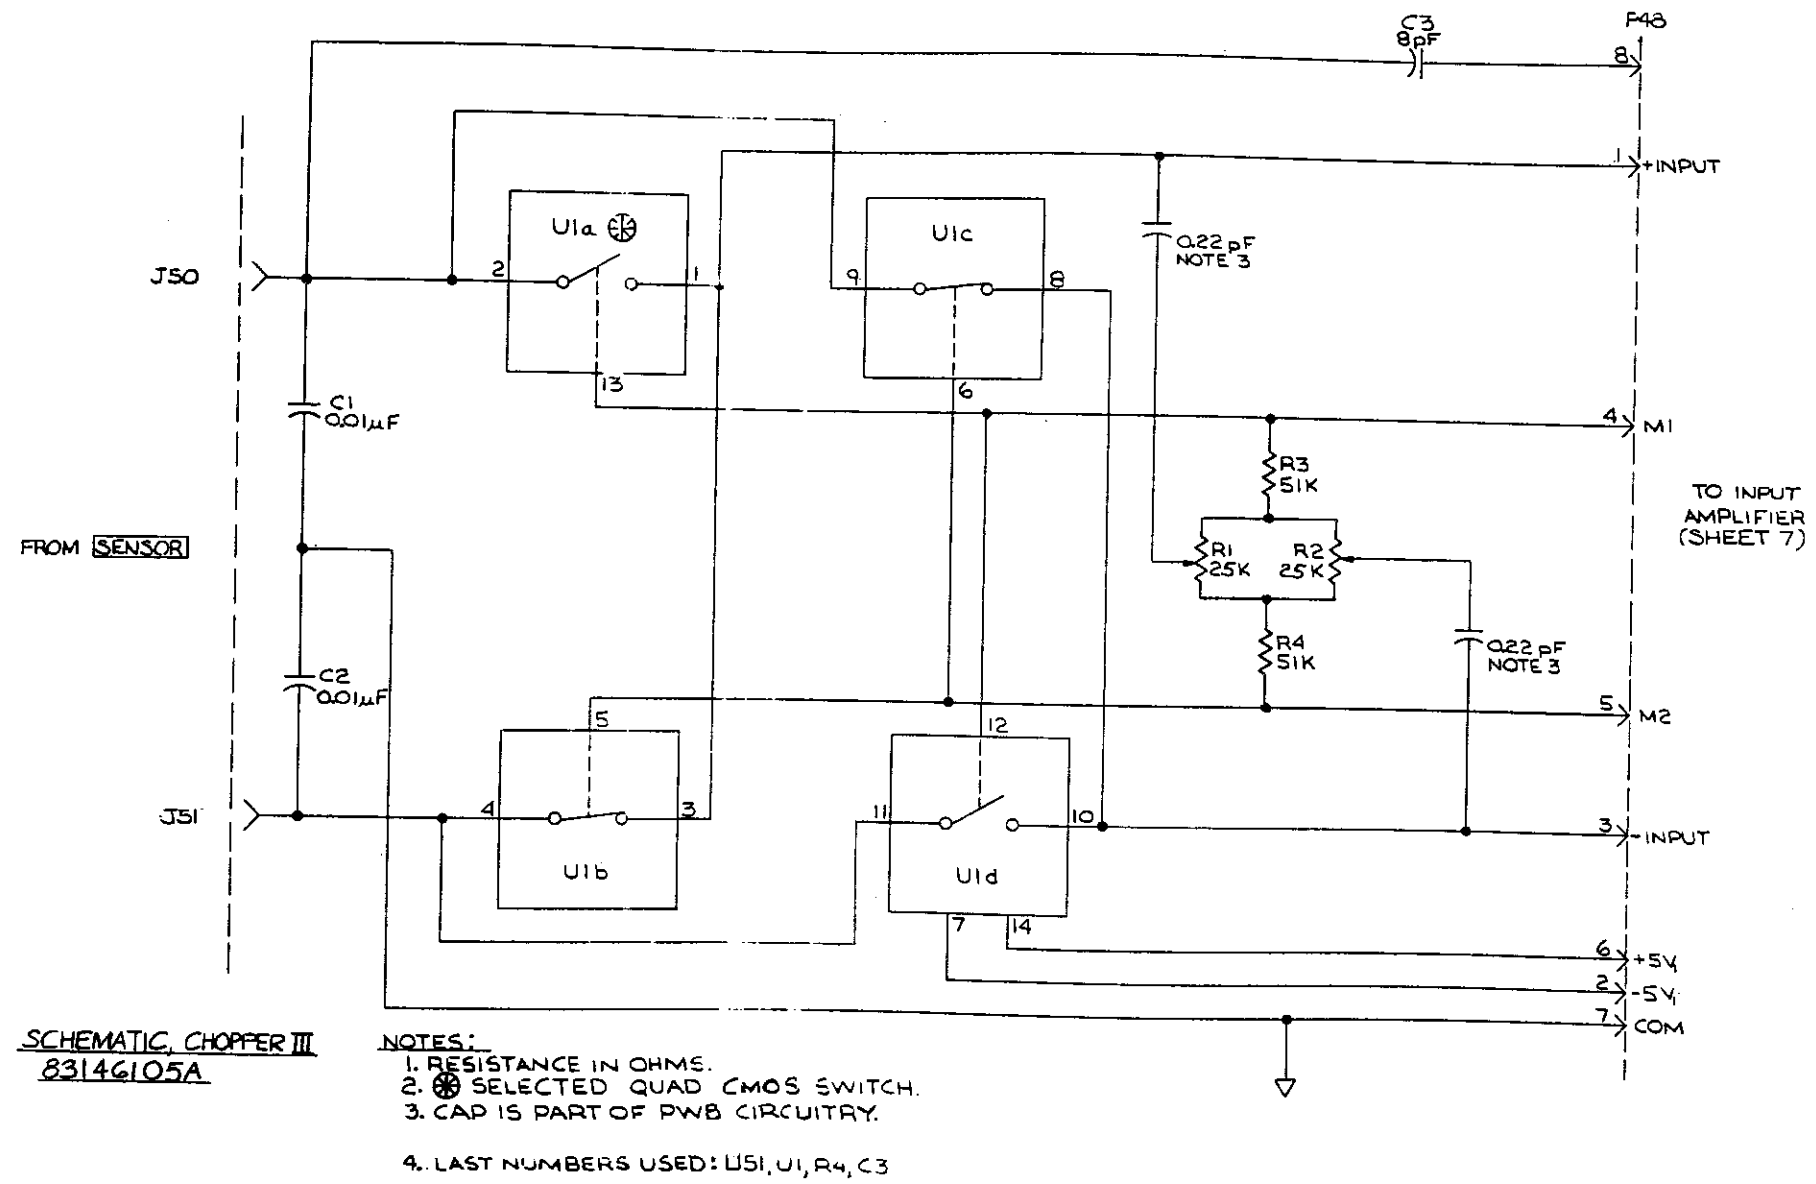 C3
8pF
P48
8
1
+INPUT
U1a
U1c
0.22pF
NOTE 3
J50
2
1
9
8
13
6
C1
0.01µF
4
M1
R3
51K
TO INPUT
AMPLIFIER
(SHEET 7)
FROM SENSOR
R1
25K
R2
25K
R4
51K
0.22pF
NOTE 3
C2
0.01µF
5
12
5
M2
J51
4
3
11
10
3
-INPUT
U1b
U1d
7
14
6
+5V
2
-5V
7
COM
SCHEMATIC, CHOPPER III
83146105A
NOTES:
1. RESISTANCE IN OHMS.
2. SELECTED QUAD CMOS SWITCH.
3. CAP IS PART OF PWB CIRCUITRY.
4. LAST NUMBERS USED: U51, U1, R4, C3